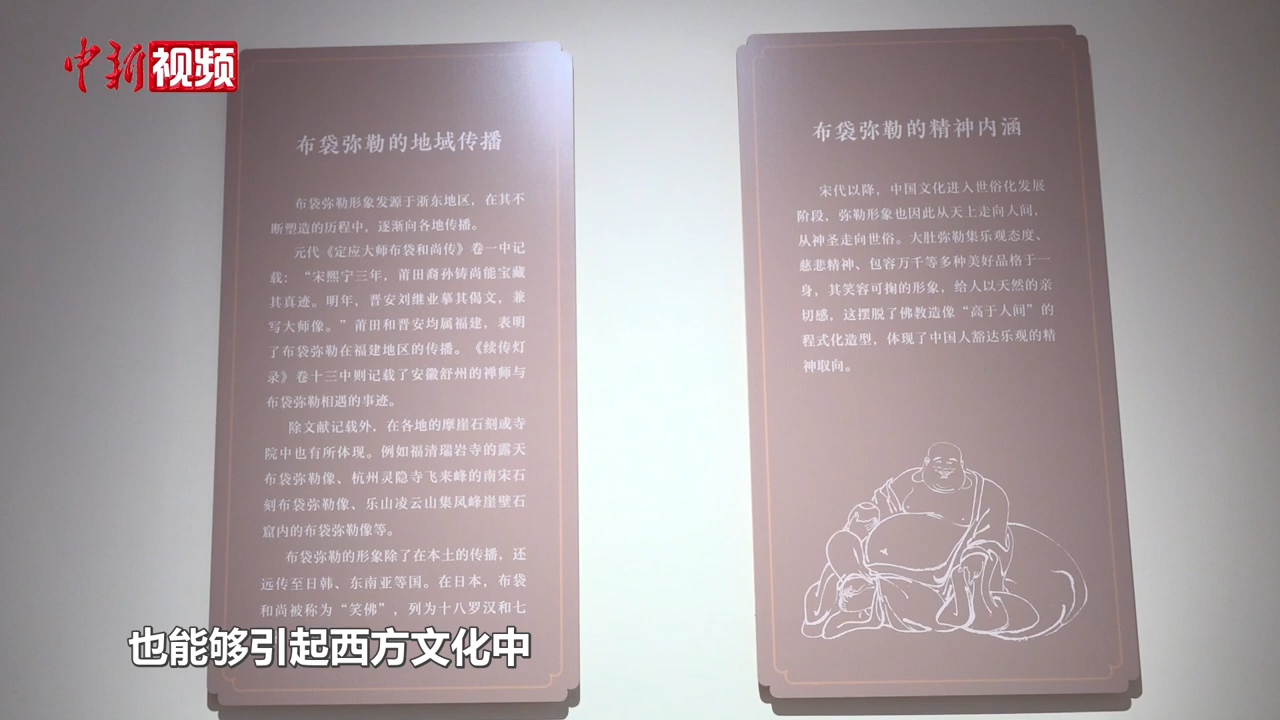 中新视频
布袋弥勒的地域传播
布袋弥勒形象发源于浙东地区，在其不
断塑造的历程中，逐渐向各地传播。
元代《定应大师布袋和尚传》卷一中记
载：“宋熙宁三年，莆田裔孙铸尚能宝藏
其真迹。明年，晋安刘继业摹其偈文，兼
写大师像。”莆田和晋安均属福建，表明
了布袋弥勒在福建地区的传播。《续传灯
录》卷十三中则记载了安徽舒州的禅师与
布袋弥勒相遇的事迹。
除文献记载外，在各地的摩崖石刻或寺
院中也有所体现。例如福清瑞岩寺的露天
布袋弥勒像、杭州灵隐寺飞来峰的南宋石
刻布袋弥勒像、乐山凌云山集凤峰崖壁石
窟内的布袋弥勒像等。
布袋弥勒的形象除了在本土的传播，还
远传至日韩、东南亚等国。在日本，布袋
和尚被称为“笑佛”，列为十八罗汉和七
布袋弥勒的精神内涵
宋代以降，中国文化进入世俗化发展
阶段，弥勒形象也因此从天上走向人间，
从神圣走向世俗。大肚弥勒集乐观态度、
慈悲精神、包容万千等多种美好品格于一
身，其笑容可掬的形象，给人以天然的亲
切感，这摆脱了佛教造像“高于人间”的
程式化造型，体现了中国人豁达乐观的精
神取向。
也能够引起西方文化中